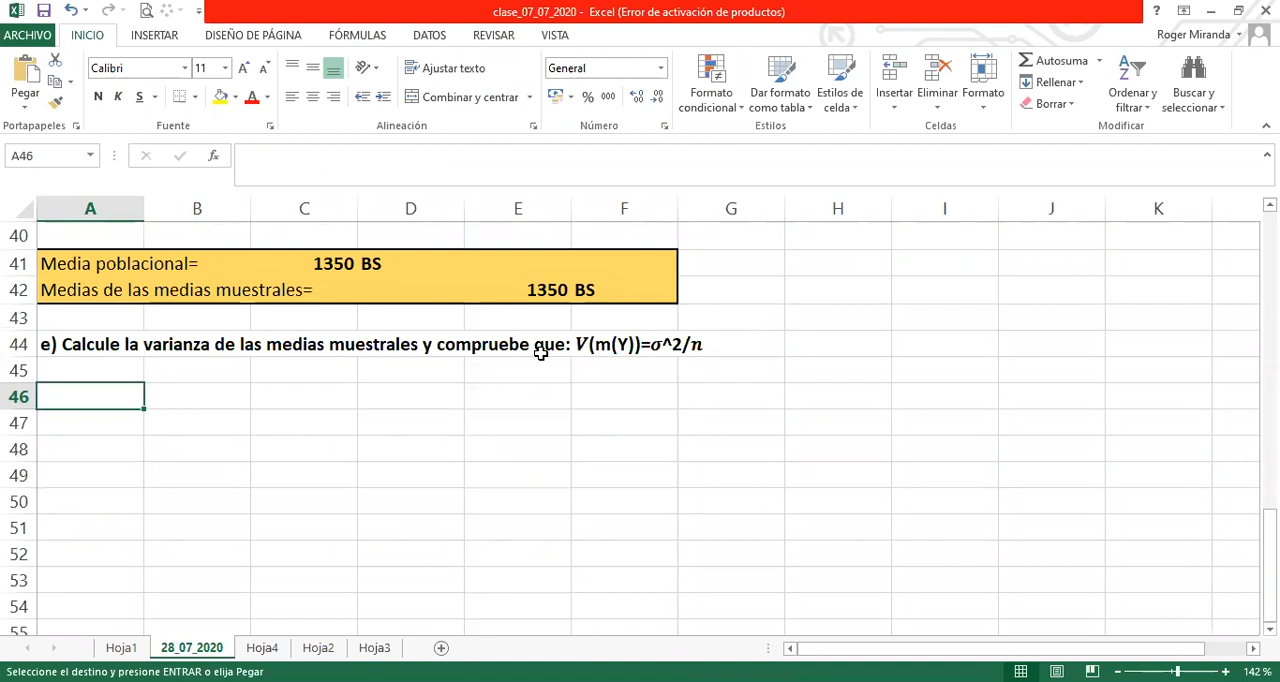 clase_07_07_2020 - Excel (Error de activación de productos)
ARCHIVO INICIO INSERTAR DISEÑO DE PÁGINA FÓRMULAS DATOS REVISAR VISTA Roger Miranda
Calibri 11 Ajustar texto General Autosuma
Pegar N K S Combinar y centrar % 000 Formato condicional Dar formato como tabla Estilos de celda Insertar Eliminar Formato Rellenar Borrar Ordenar y filtrar Buscar y seleccionar
Portapapeles Fuente Alineación Número Estilos Celdas Modificar
A46 fx
A B C D E F G H I J K
40
41 Media poblacional= 1350 BS
42 Medias de las medias muestrales= 1350 BS
43
44 e) Calcule la varianza de las medias muestrales y compruebe que: 𝑽(m(Y))=𝝈^2/𝒏
45
46
47
48
49
50
51
52
53
54
55
Hoja1 28_07_2020 Hoja4 Hoja2 Hoja3
Seleccione el destino y presione ENTRAR o elija Pegar 142 %